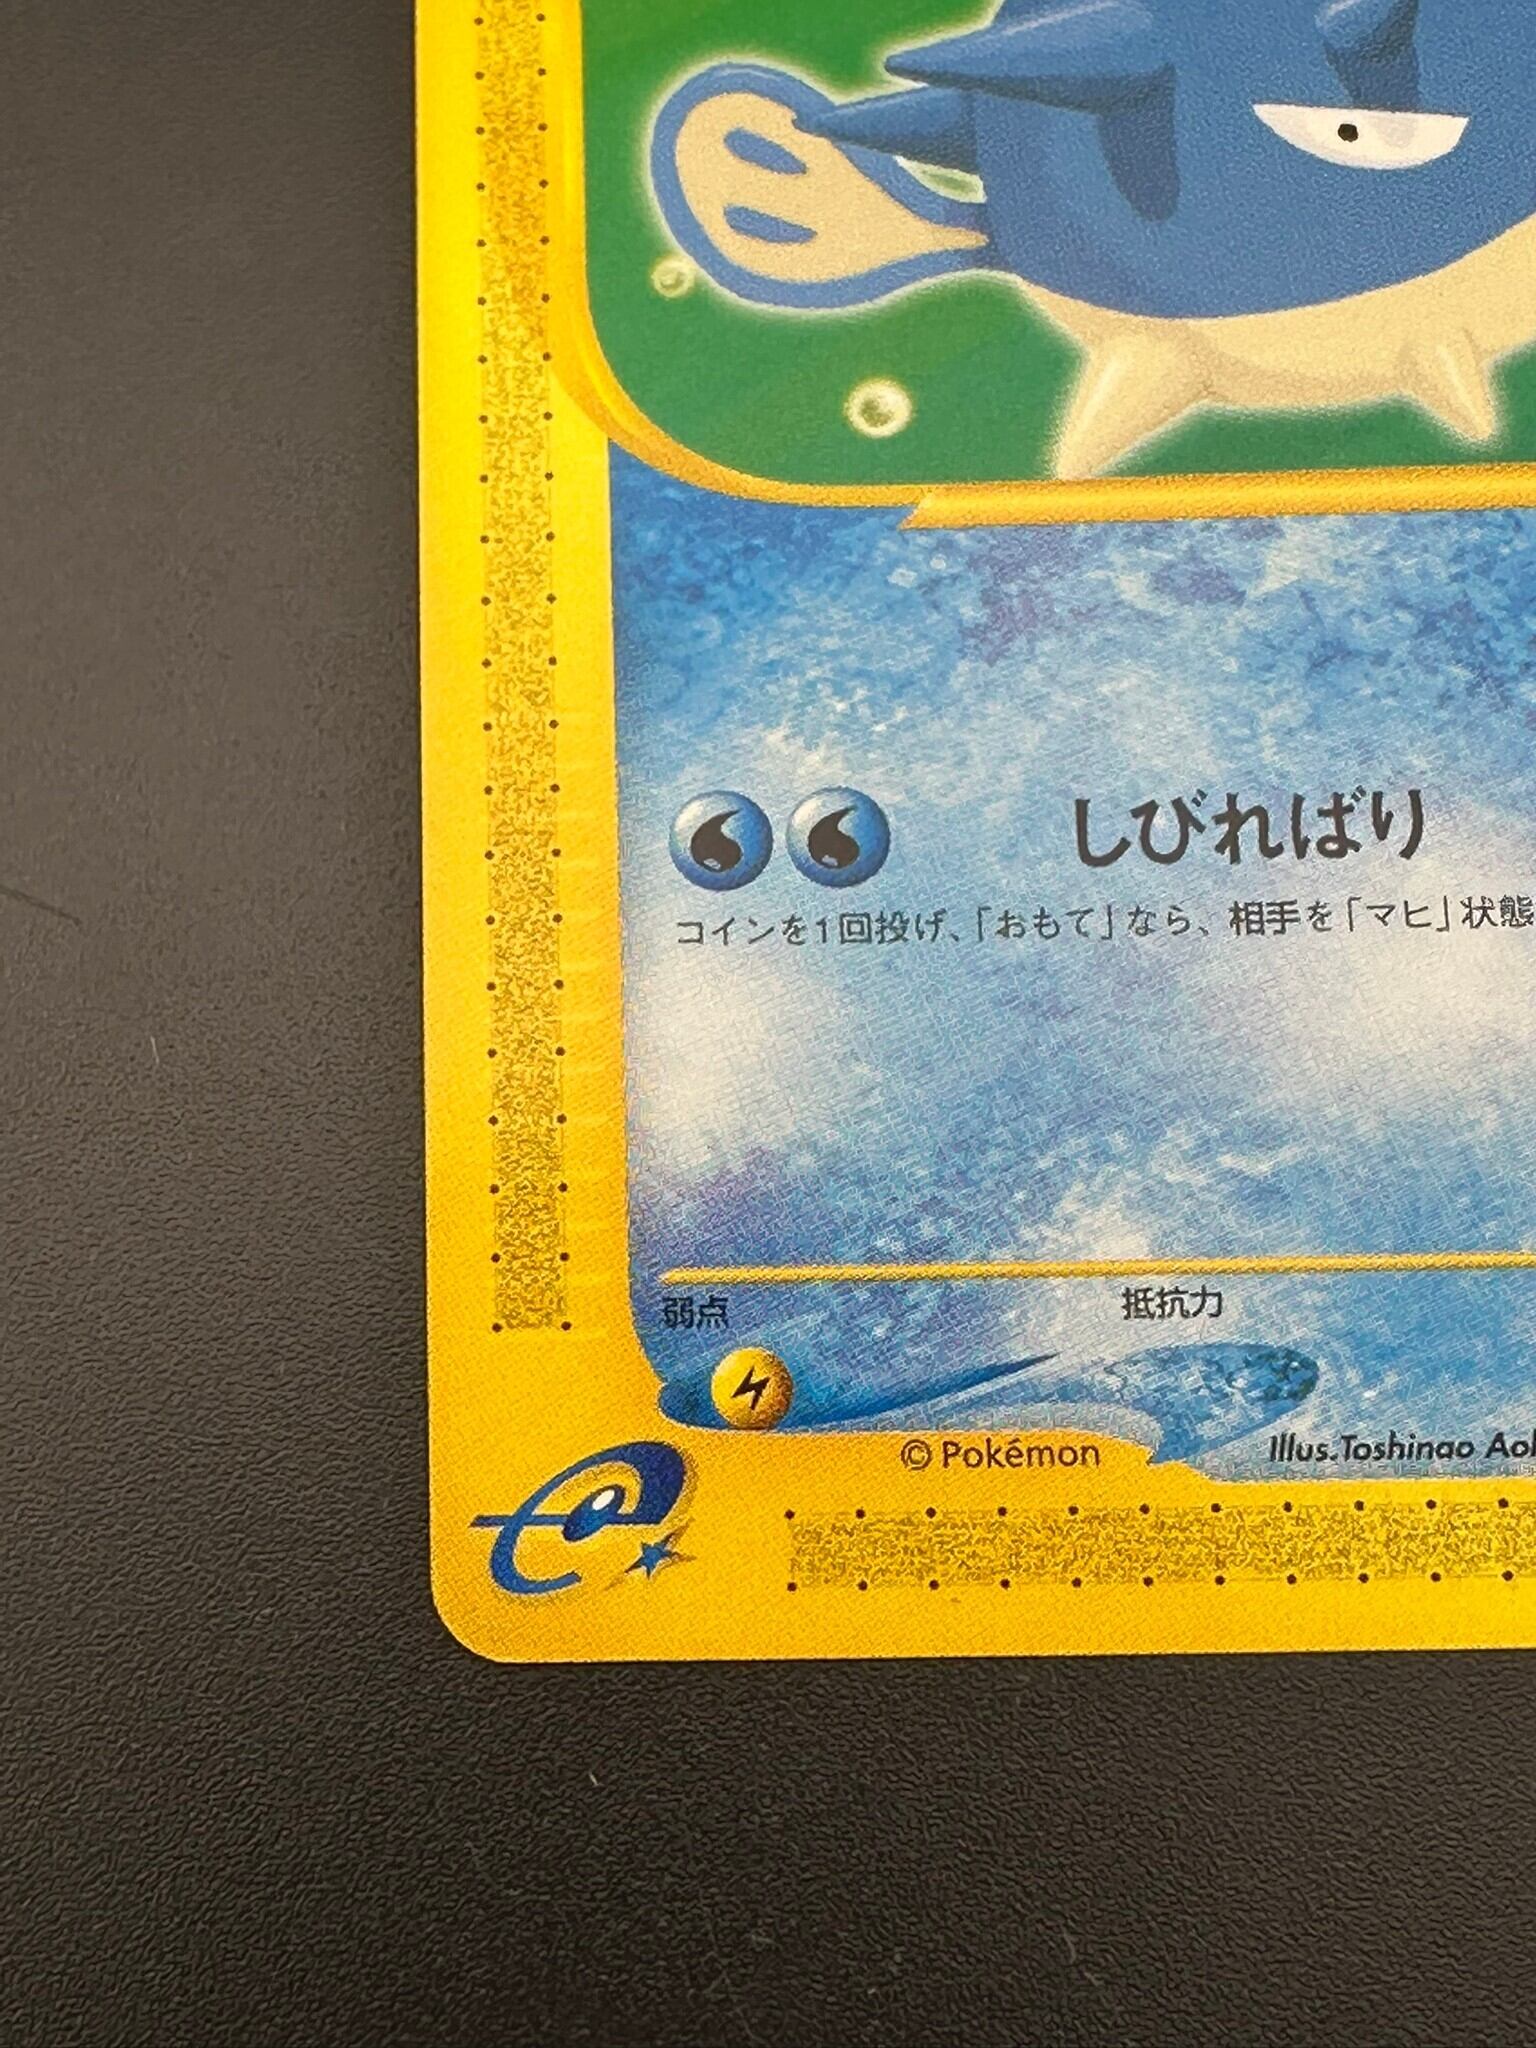 しびればり
コインを1回投げ、「おもて」なら、相手を「マヒ」状態
弱点
抵抗力
© Pokémon
Illus.Toshinao